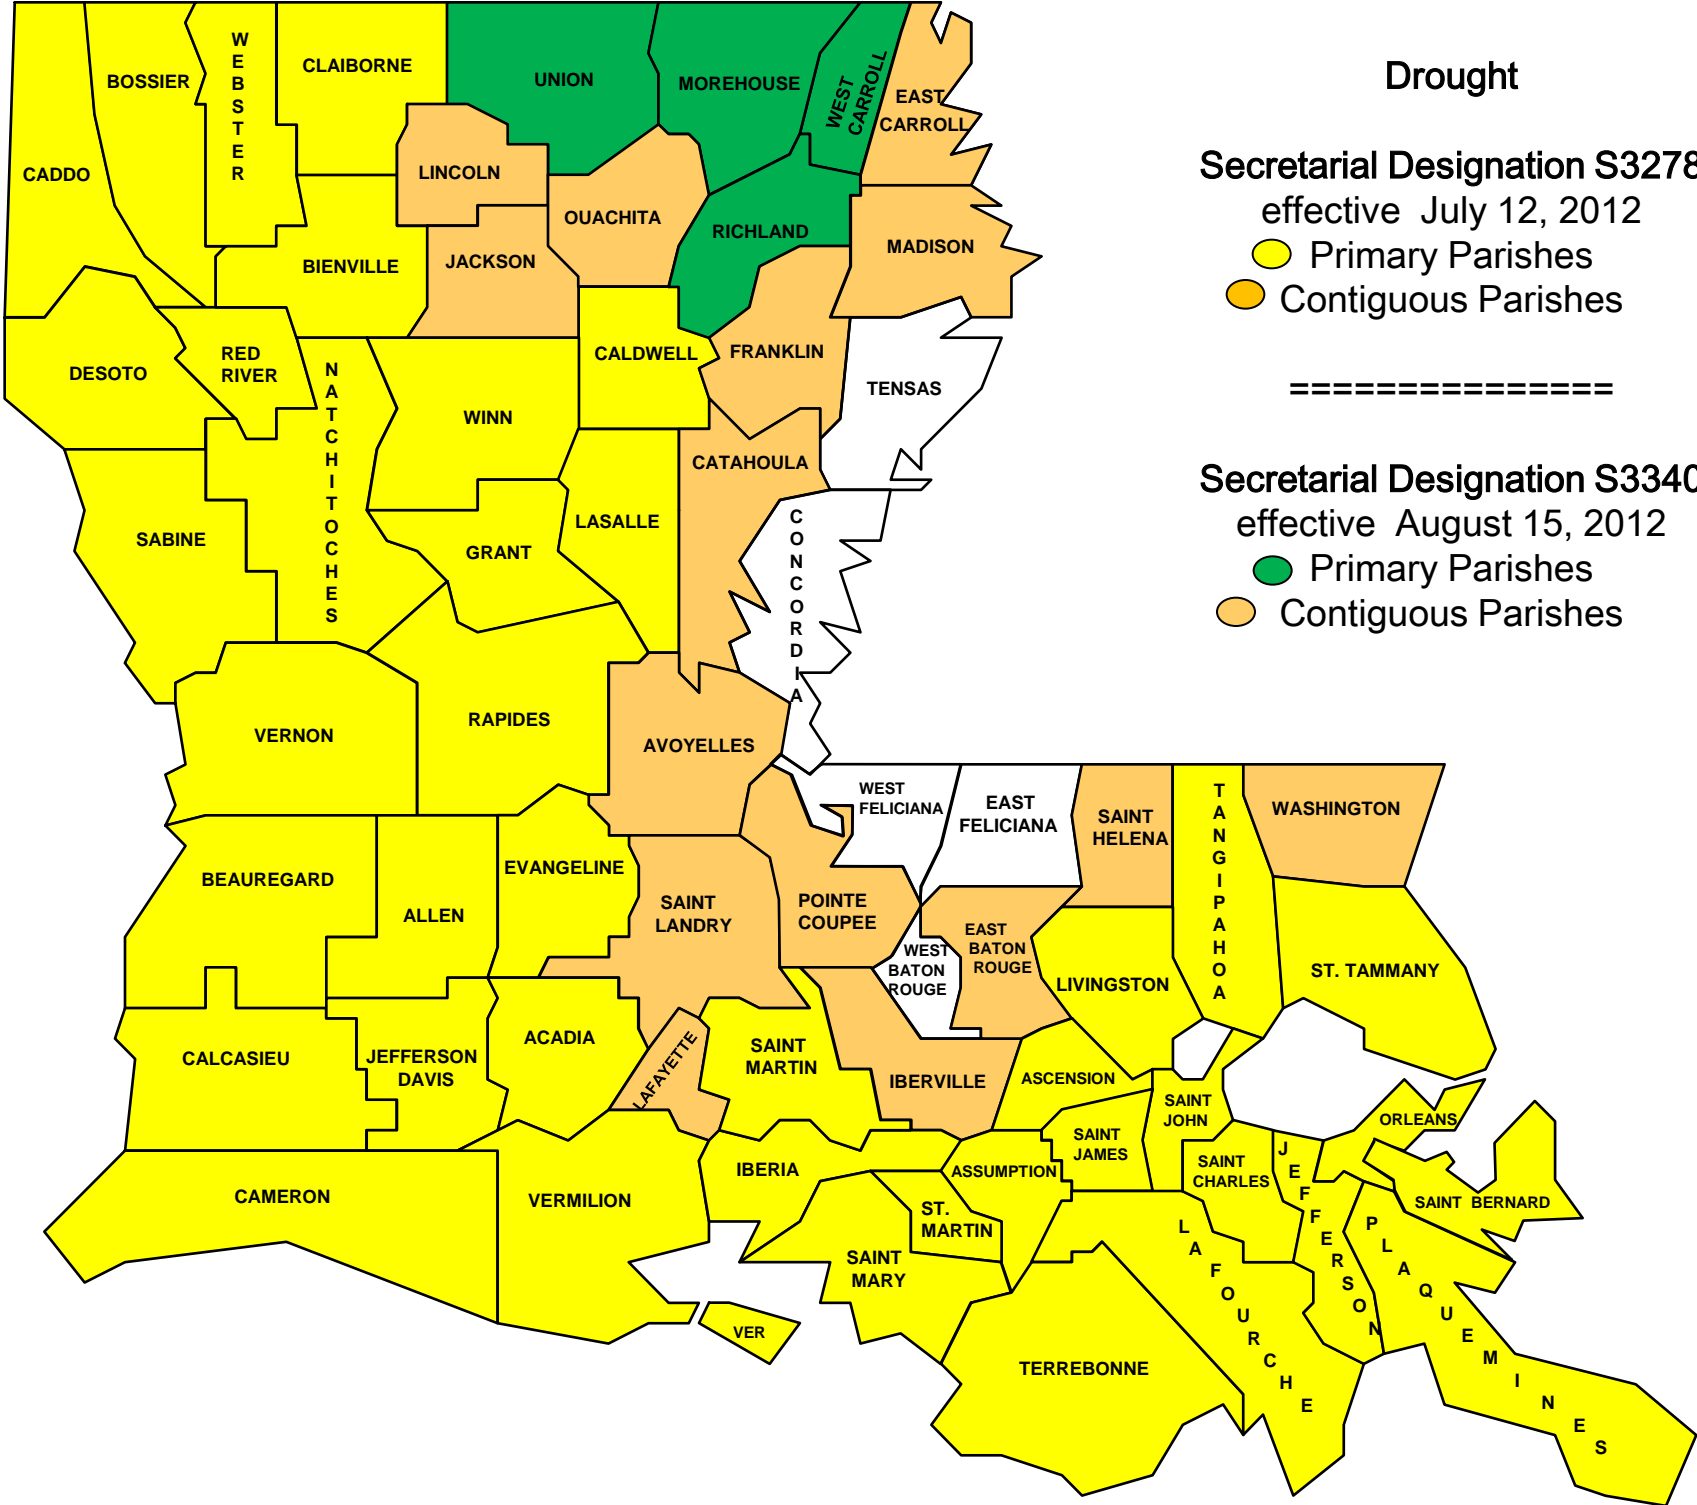 Drought
Secretarial Designation S3278
effective July 12, 2012
Primary Parishes
Contiguous Parishes
===============
Secretarial Designation S3340
effective August 15, 2012
Primary Parishes
Contiguous Parishes
CADDO
BOSSIER
WEBSTER
CLAIBORNE
UNION
MOREHOUSE
WEST
CARROLL
EAST
CARROLL
LINCOLN
OUACHITA
RICHLAND
MADISON
BIENVILLE
JACKSON
DESOTO
RED
RIVER
NATCHITOCHES
WINN
CALDWELL
FRANKLIN
TENSAS
CATAHOULA
SABINE
GRANT
LASALLE
CONCORDIA
VERNON
RAPIDES
AVOYELLES
WEST
FELICIANA
EAST
FELICIANA
SAINT
HELENA
TANGIPAHOA
WASHINGTON
BEAUREGARD
ALLEN
EVANGELINE
SAINT
LANDRY
POINTE
COUPEE
WEST
BATON
ROUGE
EAST
BATON
ROUGE
LIVINGSTON
ST. TAMMANY
CALCASIEU
JEFFERSON
DAVIS
ACADIA
LAFAYETTE
SAINT
MARTIN
IBERVILLE
ASCENSION
SAINT
JOHN
ORLEANS
SAINT
JAMES
SAINT
CHARLES
JEFFERSON
SAINT BERNARD
CAMERON
VERMILION
IBERIA
ASSUMPTION
ST.
MARTIN
SAINT
MARY
LAFOURCHE
PLAQUEMINES
VER
TERREBONNE